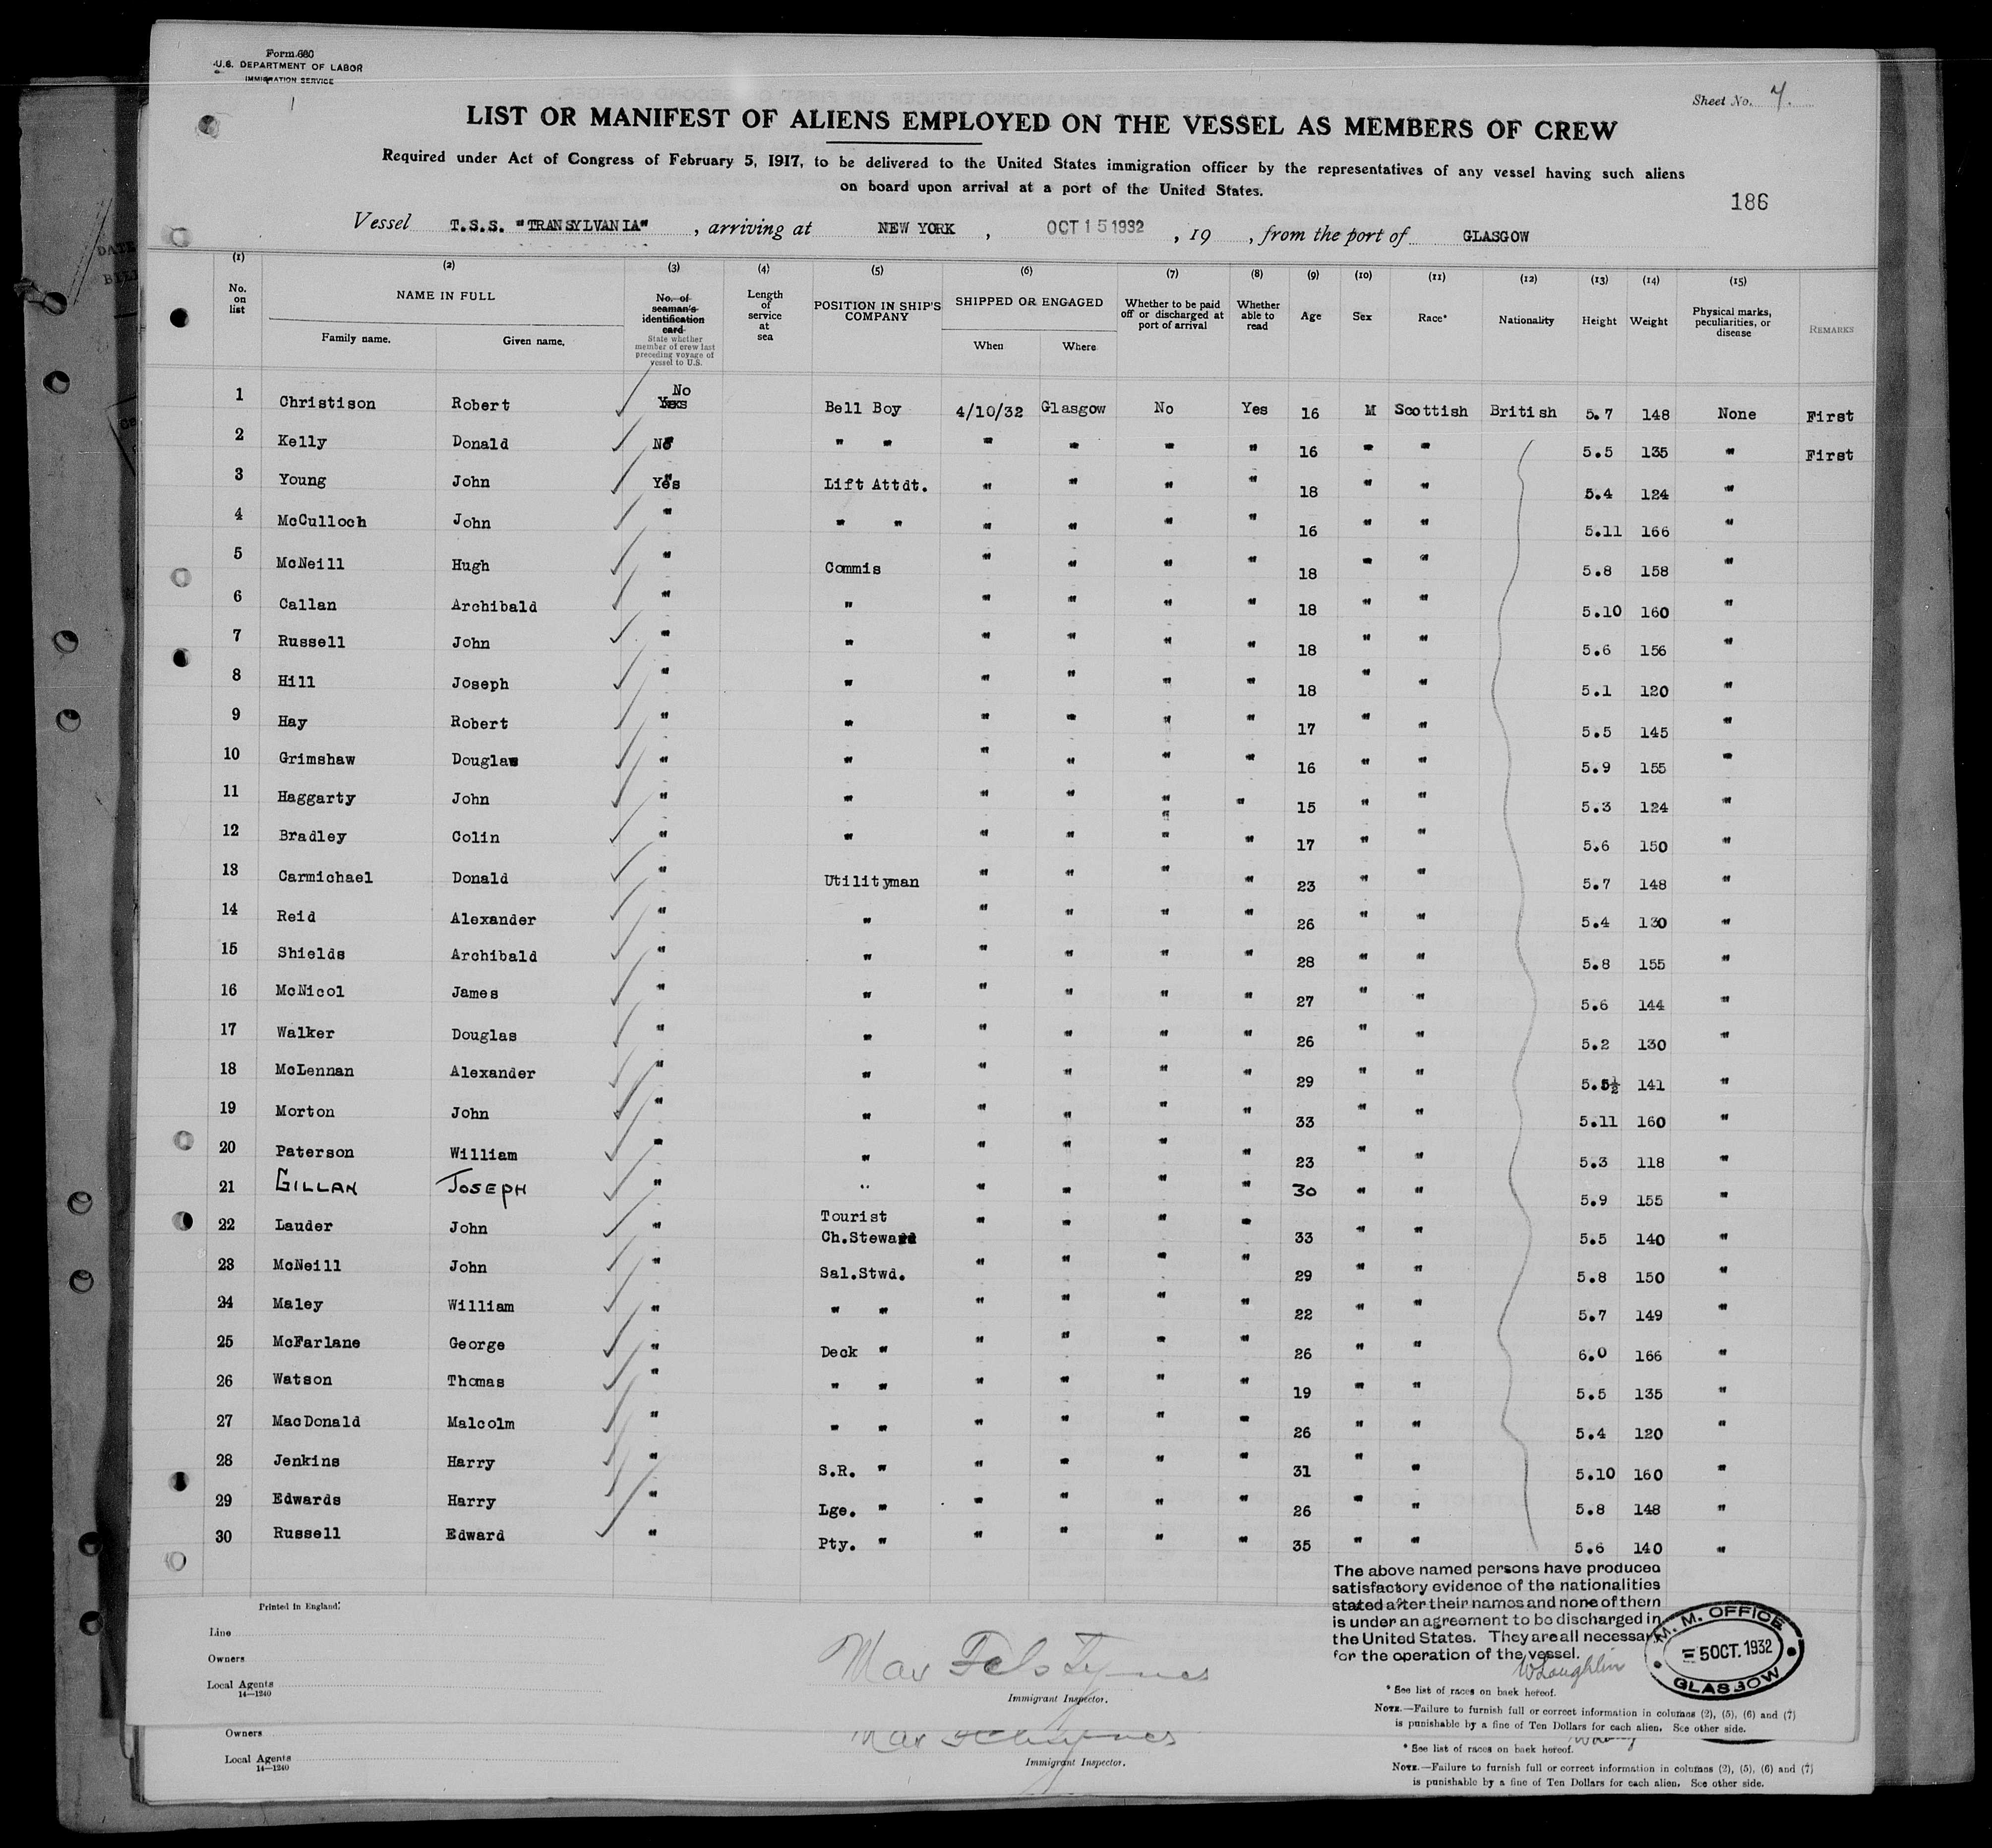 Form 680
U.S. DEPARTMENT OF LABOR
IMMIGRATION SERVICE
Sheet No. 7.
LIST OR MANIFEST OF ALIENS EMPLOYED ON THE VESSEL AS MEMBERS OF CREW
Required under Act of Congress of February 5, 1917, to be delivered to the United States immigration officer by the representatives of any vessel having such aliens
on board upon arrival at a port of the United States.
186
Vessel T.S.S. "TRANSYLVANIA" , arriving at NEW YORK , OCT 15 1932 , 19 , from the port of GLASGOW
(1) (2) (3) (4) (5) (6) (7) (8) (9) (10) (11) (12) (13) (14) (15)
No. on list NAME IN FULL Family name. Given name. No. of seaman's identification card State whether member of crew last preceding voyage of vessel to U.S. Length of service at sea POSITION IN SHIP'S COMPANY SHIPPED OR ENGAGED When Where Whether to be paid off or discharged at port of arrival Whether able to read Age Sex Race* Nationality Height Weight Physical marks, peculiarities, or disease REMARKS
1 Christison Robert No Yes Bell Boy 4/10/32 Glasgow No Yes 16 M Scottish British 5.7 148 None First
2 Kelly Donald No " " " " " " 16 " " 5.5 135 " First
3 Young John Yes Lift Attdt. " " " " 18 " " 5.4 124 "
4 McCulloch John " " " " " " " 16 " " 5.11 166 "
5 McNeill Hugh " Commis " " " " 18 " " 5.8 158 "
6 Callan Archibald " " " " " " 18 " " 5.10 160 "
7 Russell John " " " " " " 18 " " 5.6 156 "
8 Hill Joseph " " " " " " 18 " " 5.1 120 "
9 Hay Robert " " " " " " 17 " " 5.5 145 "
10 Grimshaw Douglas " " " " " " 16 " " 5.9 155 "
11 Haggarty John " " " " " " 15 " " 5.3 124 "
12 Bradley Colin " " " " " " 17 " " 5.6 150 "
13 Carmichael Donald " Utilityman " " " " 23 " " 5.7 148 "
14 Reid Alexander " " " " " " 26 " " 5.4 130 "
15 Shields Archibald " " " " " " 28 " " 5.8 155 "
16 McNicol James " " " " " " 27 " " 5.6 144 "
17 Walker Douglas " " " " " " 26 " " 5.2 130 "
18 McLennan Alexander " " " " " " 29 " " 5.5½ 141 "
19 Morton John " " " " " " 33 " " 5.11 160 "
20 Paterson William " " " " " " 23 " " 5.3 118 "
21 GILLAN JOSEPH " " " " " " 30 " " 5.9 155 "
22 Lauder John " Tourist Ch.Steward " " " " 33 " " 5.5 140 "
23 McNeill John " Sal.Stwd. " " " " 29 " " 5.8 150 "
24 Maley William " " " " " " " 22 " " 5.7 149 "
25 McFarlane George " Deck " " " " " 26 " " 6.0 166 "
26 Watson Thomas " " " " " " " 19 " " 5.5 135 "
27 MacDonald Malcolm " " " " " " " 26 " " 5.4 120 "
28 Jenkins Harry " S.R. " " " " " 31 " " 5.10 160 "
29 Edwards Harry " Lge. " " " " " 26 " " 5.8 148 "
30 Russell Edward " Pty. " " " " " 35 " " 5.6 140 "
The above named persons have produced
satisfactory evidence of the nationalities
stated after their names and none of them
is under an agreement to be discharged in
the United States. They are all necessary
for the operation of the vessel.
WLoughlin
M. M. OFFICE
5 OCT. 1932
GLASGOW
Printed in England.
Line
Owners
Local Agents
14—1240
Immigrant Inspector.
* See list of races on back hereof.
NOTE.—Failure to furnish full or correct information in columns (2), (5), (6) and (7)
is punishable by a fine of Ten Dollars for each alien. See other side.
Owners
Local Agents
14—1240
Immigrant Inspector.
* See list of races on back hereof.
NOTE.—Failure to furnish full or correct information in columns (2), (5), (6) and (7)
is punishable by a fine of Ten Dollars for each alien. See other side.